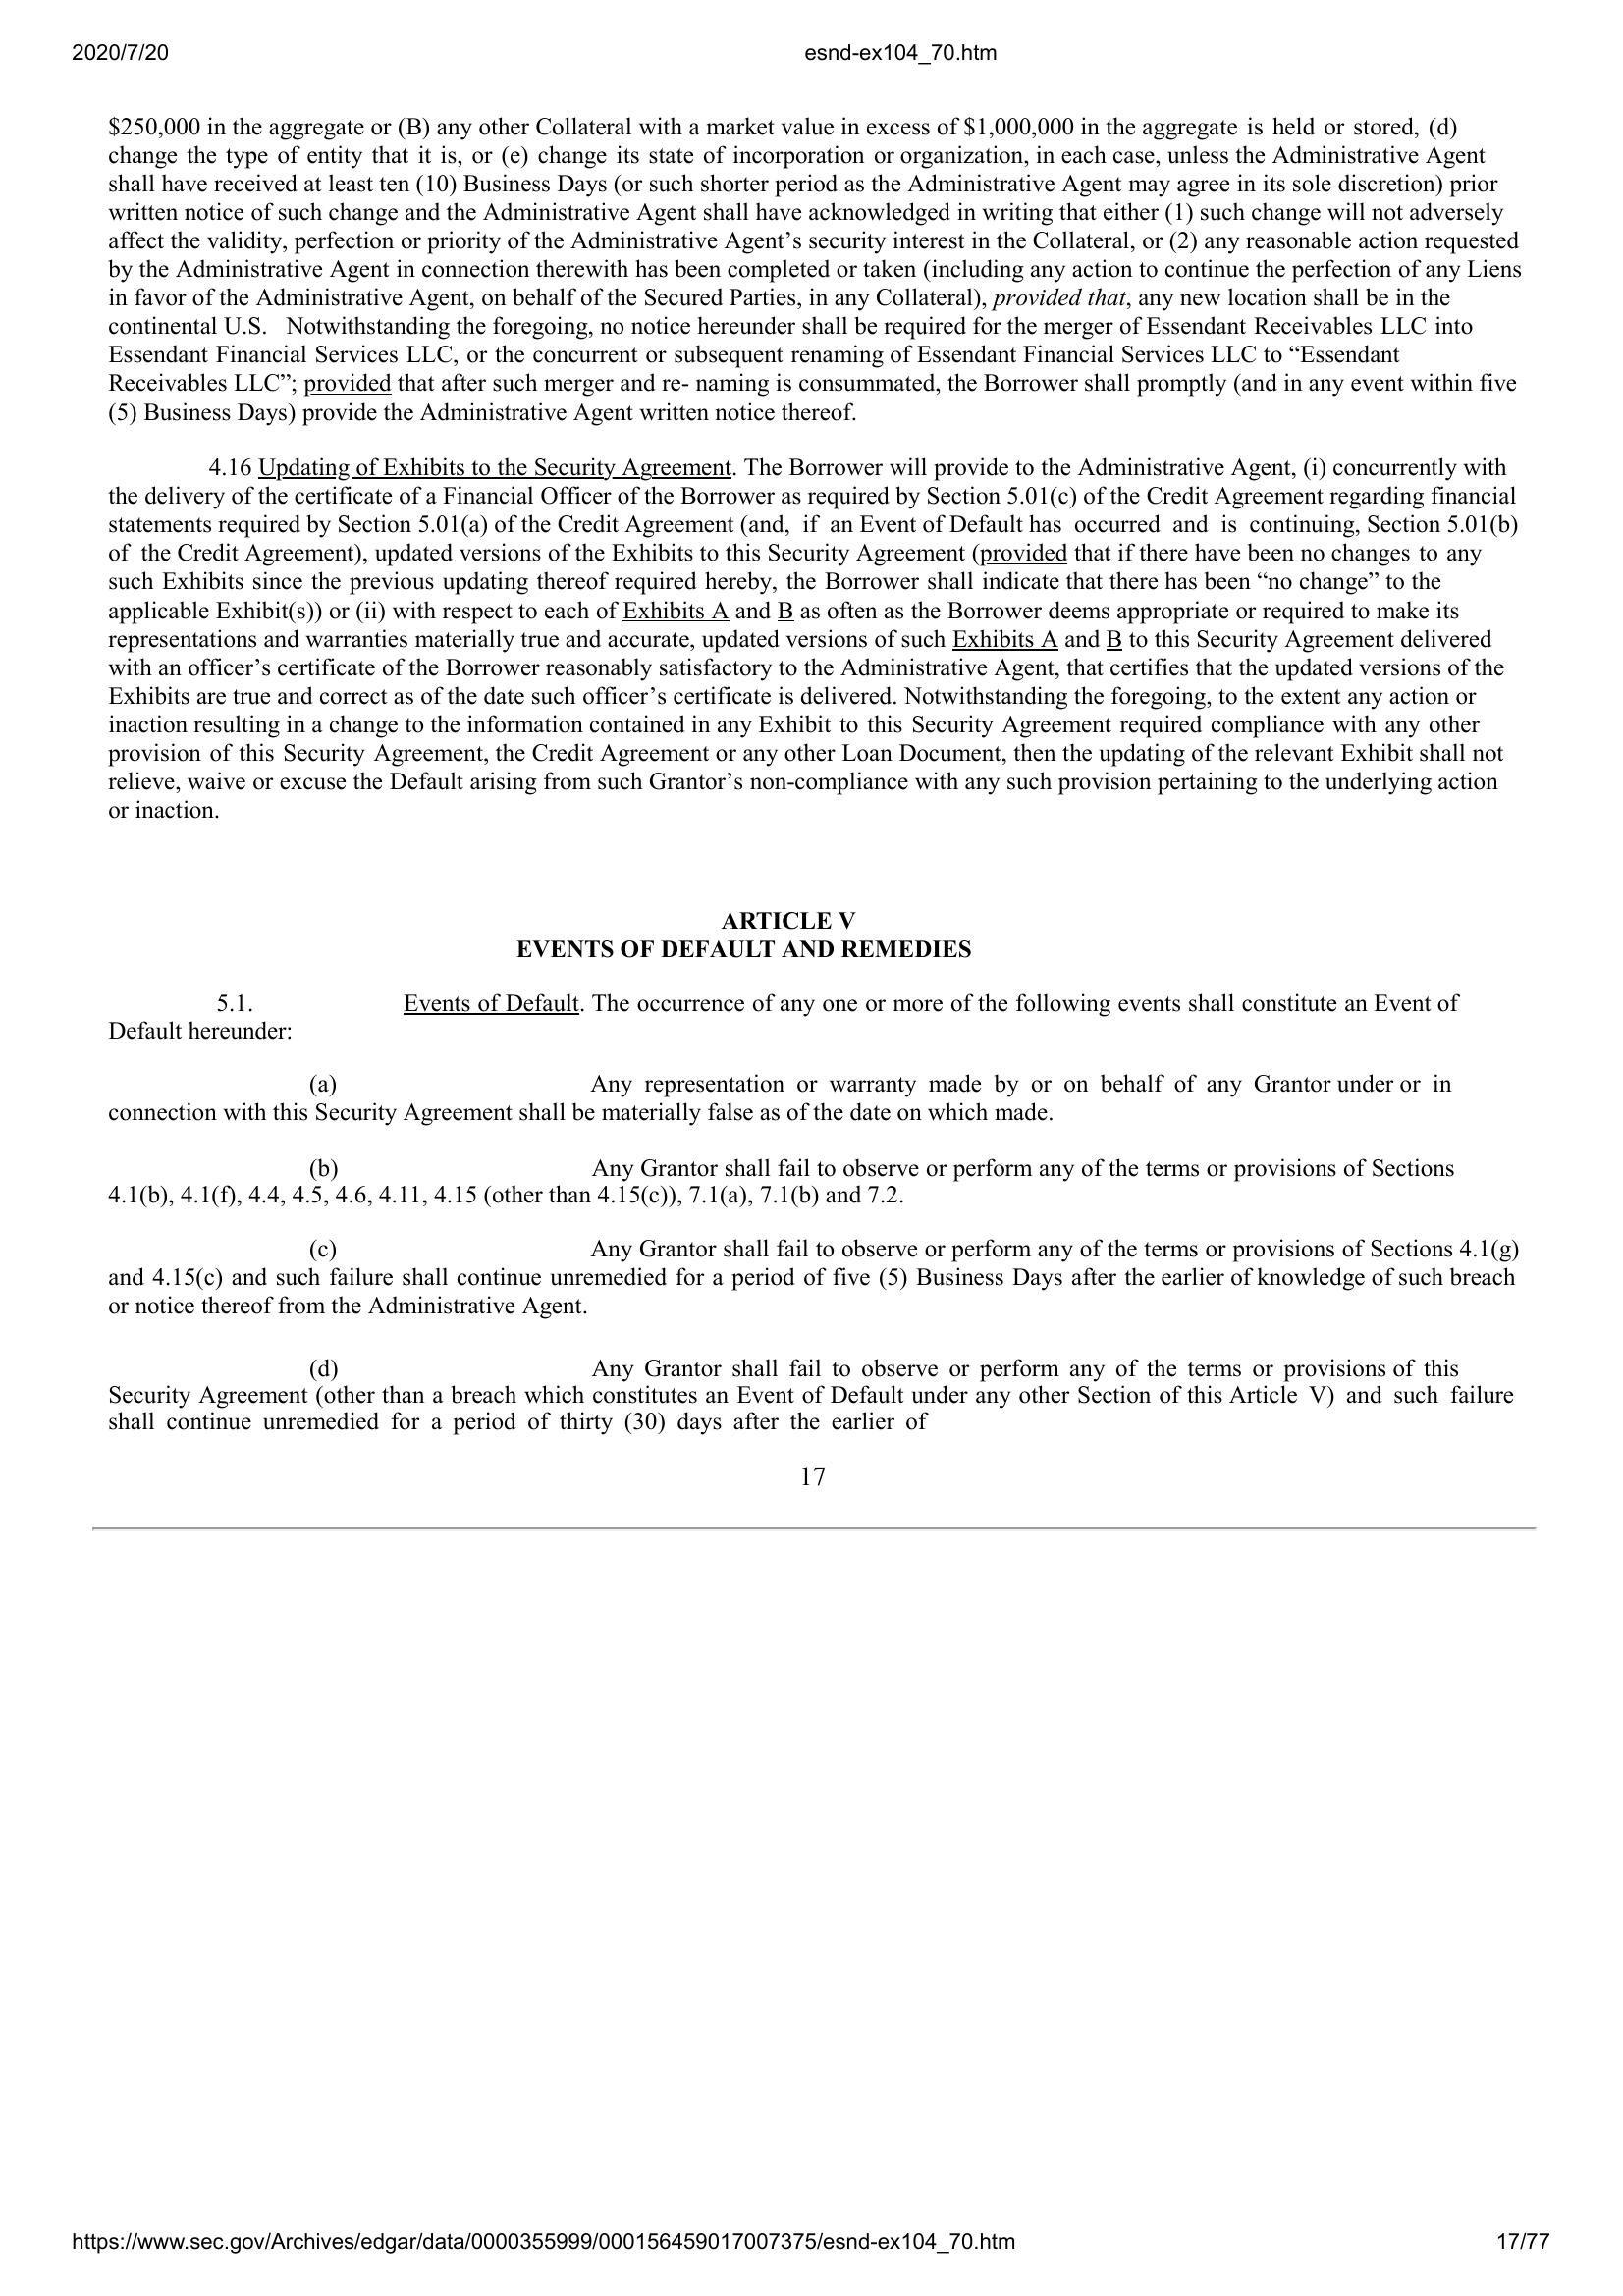 2020/7/20 esnd-ex104_70.htm
$250,000 in the aggregate or (B) any other Collateral with a market value in excess of $1,000,000 in the aggregate is held or stored, (d)
change the type of entity that it is, or (e) change its state of incorporation or organization, in each case, unless the Administrative Agent
shall have received at least ten (10) Business Days (or such shorter period as the Administrative Agent may agree in its sole discretion) prior
written notice of such change and the Administrative Agent shall have acknowledged in writing that either (1) such change will not adversely
affect the validity, perfection or priority of the Administrative Agent’s security interest in the Collateral, or (2) any reasonable action requested
by the Administrative Agent in connection therewith has been completed or taken (including any action to continue the perfection of any Liens
in favor of the Administrative Agent, on behalf of the Secured Parties, in any Collateral), provided that, any new location shall be in the
continental U.S. Notwithstanding the foregoing, no notice hereunder shall be required for the merger of Essendant Receivables LLC into
Essendant Financial Services LLC, or the concurrent or subsequent renaming of Essendant Financial Services LLC to “Essendant
Receivables LLC”; provided that after such merger and re- naming is consummated, the Borrower shall promptly (and in any event within five
(5) Business Days) provide the Administrative Agent written notice thereof.
4.16 Updating of Exhibits to the Security Agreement. The Borrower will provide to the Administrative Agent, (i) concurrently with
the delivery of the certificate of a Financial Officer of the Borrower as required by Section 5.01(c) of the Credit Agreement regarding financial
statements required by Section 5.01(a) of the Credit Agreement (and, if an Event of Default has occurred and is continuing, Section 5.01(b)
of the Credit Agreement), updated versions of the Exhibits to this Security Agreement (provided that if there have been no changes to any
such Exhibits since the previous updating thereof required hereby, the Borrower shall indicate that there has been “no change” to the
applicable Exhibit(s)) or (ii) with respect to each of Exhibits A and B as often as the Borrower deems appropriate or required to make its
representations and warranties materially true and accurate, updated versions of such Exhibits A and B to this Security Agreement delivered
with an officer’s certificate of the Borrower reasonably satisfactory to the Administrative Agent, that certifies that the updated versions of the
Exhibits are true and correct as of the date such officer’s certificate is delivered. Notwithstanding the foregoing, to the extent any action or
inaction resulting in a change to the information contained in any Exhibit to this Security Agreement required compliance with any other
provision of this Security Agreement, the Credit Agreement or any other Loan Document, then the updating of the relevant Exhibit shall not
relieve, waive or excuse the Default arising from such Grantor’s non-compliance with any such provision pertaining to the underlying action
or inaction.
ARTICLE V
EVENTS OF DEFAULT AND REMEDIES
5.1. Events of Default. The occurrence of any one or more of the following events shall constitute an Event of
Default hereunder:
(a) Any representation or warranty made by or on behalf of any Grantor under or in
connection with this Security Agreement shall be materially false as of the date on which made.
(b) Any Grantor shall fail to observe or perform any of the terms or provisions of Sections
4.1(b), 4.1(f), 4.4, 4.5, 4.6, 4.11, 4.15 (other than 4.15(c)), 7.1(a), 7.1(b) and 7.2.
(c) Any Grantor shall fail to observe or perform any of the terms or provisions of Sections 4.1(g)
and 4.15(c) and such failure shall continue unremedied for a period of five (5) Business Days after the earlier of knowledge of such breach
or notice thereof from the Administrative Agent.
(d) Any Grantor shall fail to observe or perform any of the terms or provisions of this
Security Agreement (other than a breach which constitutes an Event of Default under any other Section of this Article V) and such failure
shall continue unremedied for a period of thirty (30) days after the earlier of
17
https://www.sec.gov/Archives/edgar/data/0000355999/000156459017007375/esnd-ex104_70.htm 17/77